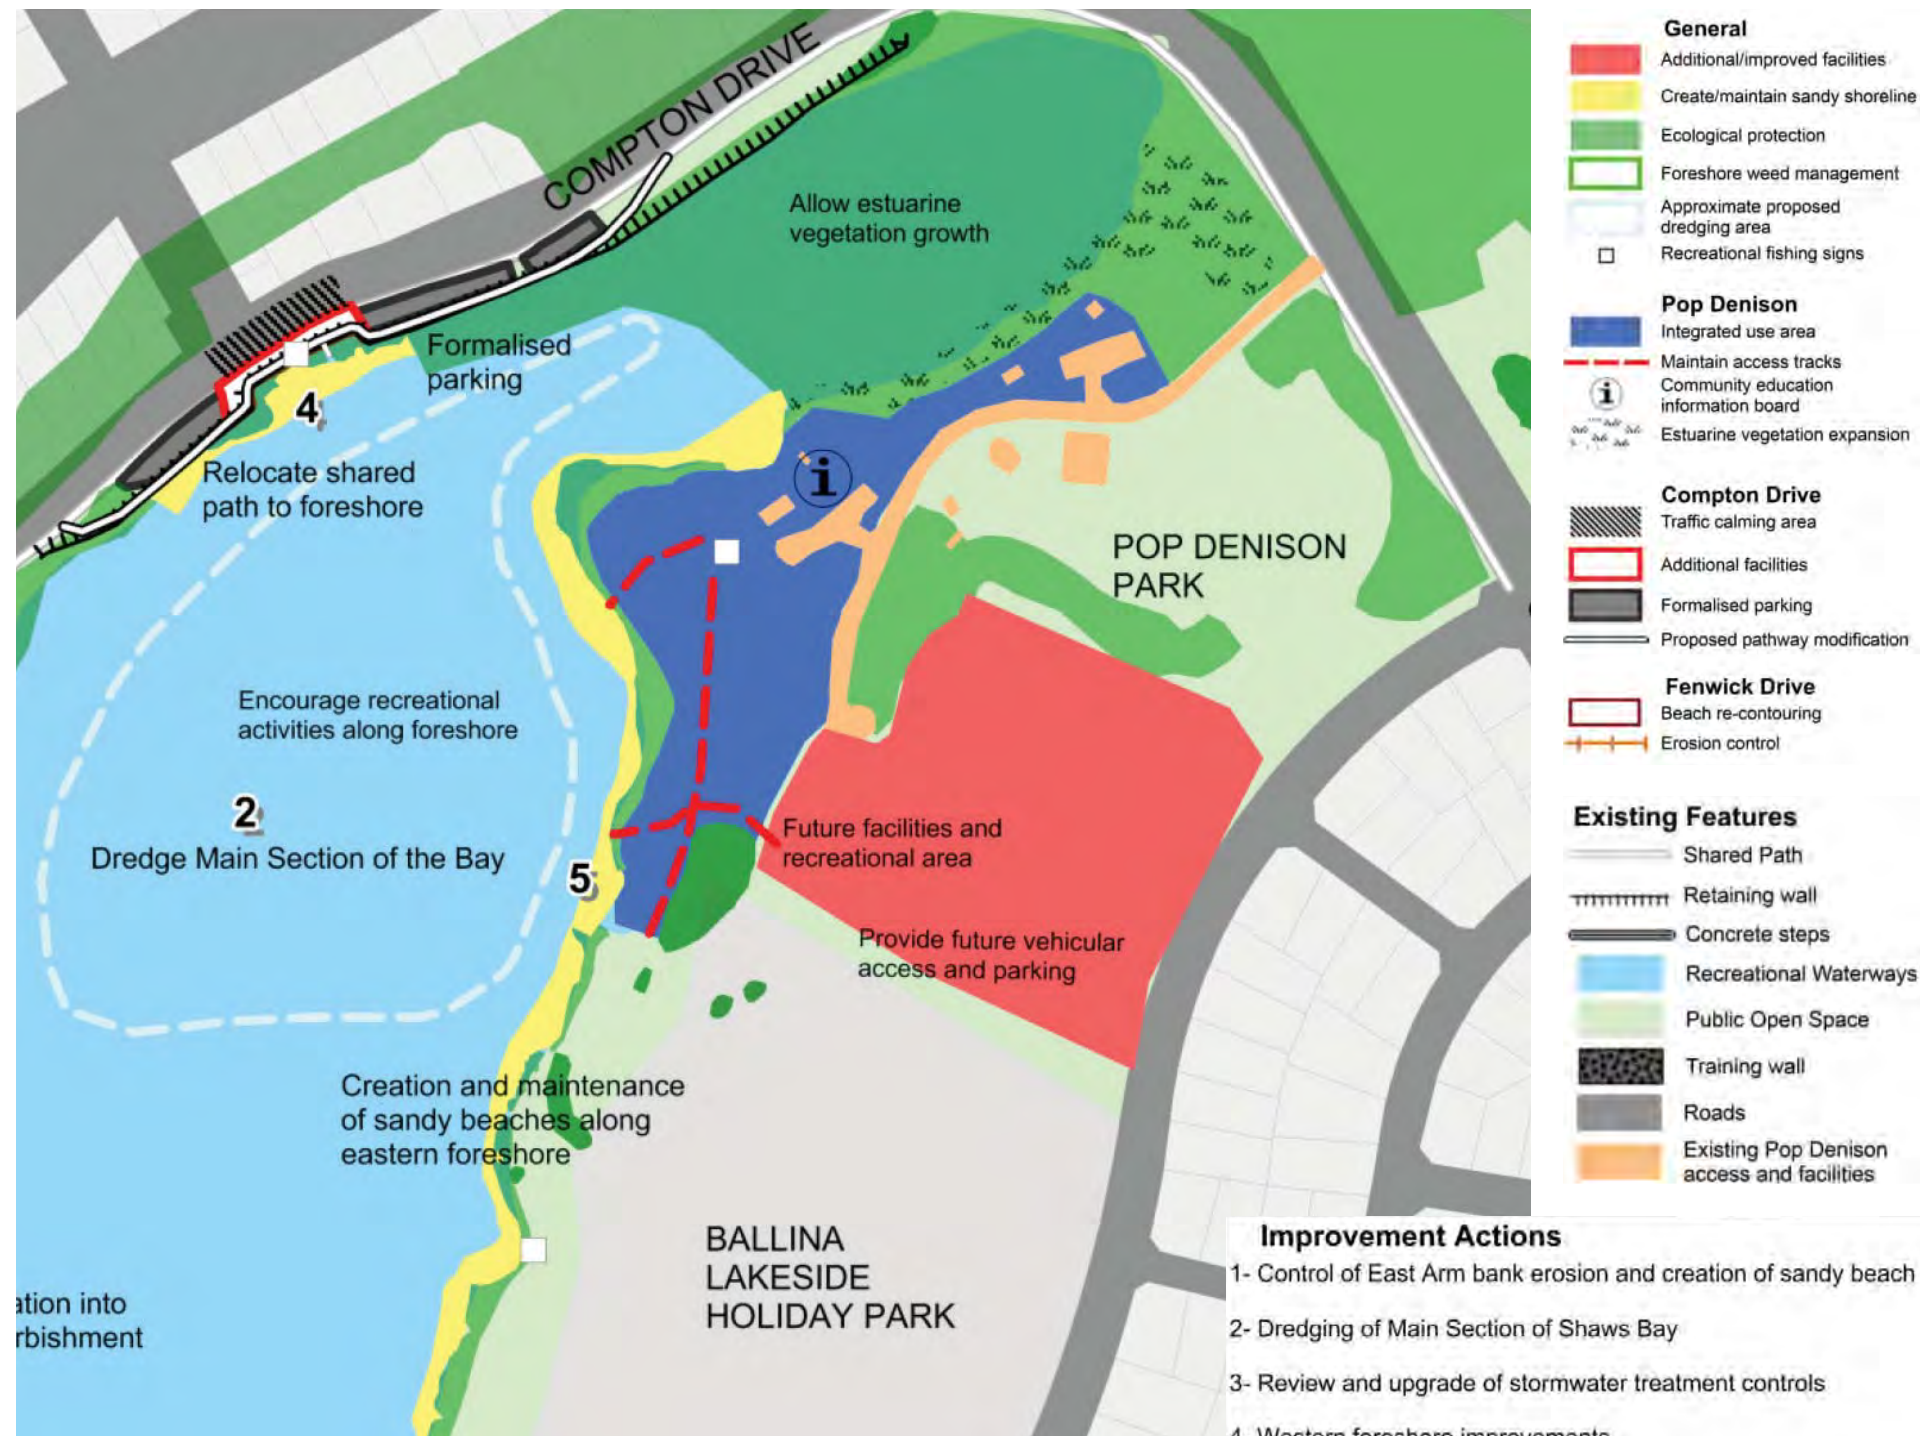 COMPTON DRIVE
Allow estuarine
vegetation growth
Formalised
parking
4
Relocate shared
path to foreshore
POP DENISON
PARK
Encourage recreational
activities along foreshore
2
Dredge Main Section of the Bay
5
Future facilities and
recreational area
Provide future vehicular
access and parking
Creation and maintenance
of sandy beaches along
eastern foreshore
BALLINA
LAKESIDE
HOLIDAY PARK
ation into
rbishment
General
Additional/improved facilities
Create/maintain sandy shoreline
Ecological protection
Foreshore weed management
Approximate proposed
dredging area
Recreational fishing signs
Pop Denison
Integrated use area
Maintain access tracks
Community education
information board
Estuarine vegetation expansion
Compton Drive
Traffic calming area
Additional facilities
Formalised parking
Proposed pathway modification
Fenwick Drive
Beach re-contouring
Erosion control
Existing Features
Shared Path
Retaining wall
Concrete steps
Recreational Waterways
Public Open Space
Training wall
Roads
Existing Pop Denison
access and facilities
Improvement Actions
1- Control of East Arm bank erosion and creation of sandy beach
2- Dredging of Main Section of Shaws Bay
3- Review and upgrade of stormwater treatment controls
4- Western foreshore improvements